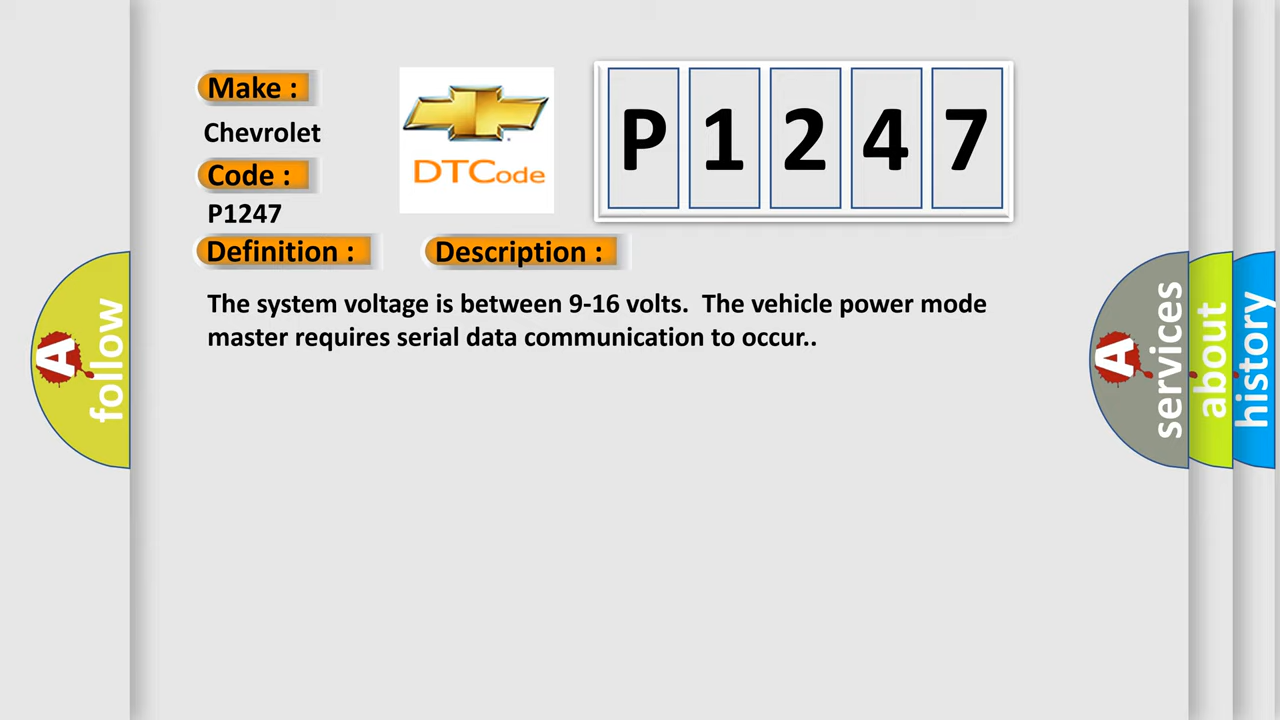 Make :
Chevrolet
Code :
P1247
Definition :
Description :
The system voltage is between 9-16 volts  The vehicle power mode
master requires serial data communication to occur..
DTCode
P 1 2 4 7
A follow
A services
about
history